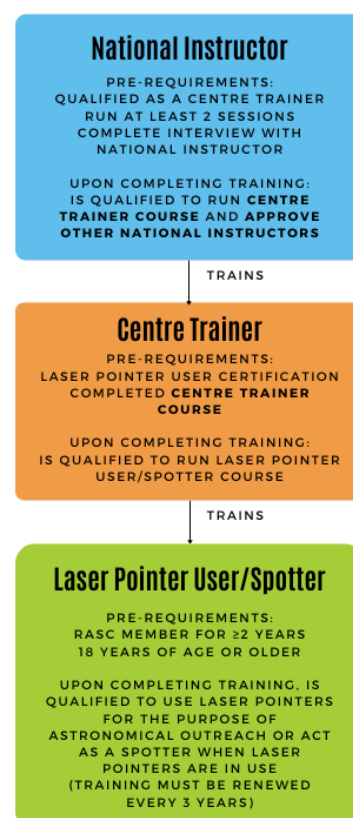 National Instructor
PRE-REQUIREMENTS:
QUALIFIED AS A CENTRE TRAINER
RUN AT LEAST 2 SESSIONS
COMPLETE INTERVIEW WITH
NATIONAL INSTRUCTOR
UPON COMPLETING TRAINING:
IS QUALIFIED TO RUN CENTRE
TRAINER COURSE AND APPROVE
OTHER NATIONAL INSTRUCTORS
TRAINS
Centre Trainer
PRE-REQUIREMENTS:
LASER POINTER USER CERTIFICATION
COMPLETED CENTRE TRAINER
COURSE
UPON COMPLETING TRAINING:
IS QUALIFIED TO RUN LASER POINTER
USER/SPOTTER COURSE
TRAINS
Laser Pointer User/Spotter
PRE-REQUIREMENTS:
RASC MEMBER FOR ≥2 YEARS
18 YEARS OF AGE OR OLDER
UPON COMPLETING TRAINING, IS
QUALIFIED TO USE LASER POINTERS
FOR THE PURPOSE OF
ASTRONOMICAL OUTREACH OR ACT
AS A SPOTTER WHEN LASER
POINTERS ARE IN USE
(TRAINING MUST BE RENEWED
EVERY 3 YEARS)